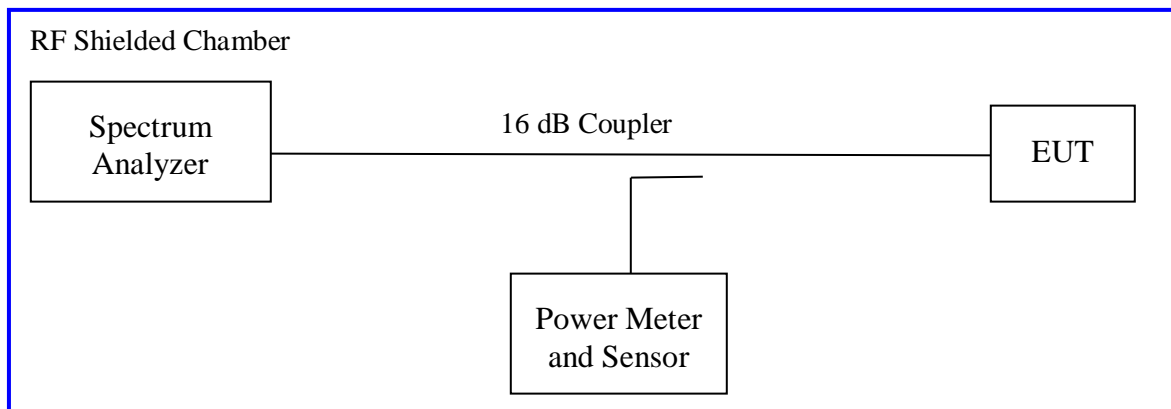 RF Shielded Chamber
Spectrum
Analyzer
16 dB Coupler
EUT
Power Meter
and Sensor